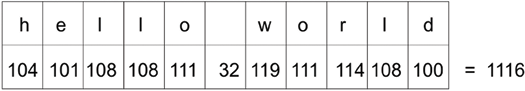 h e l l o w o r l d
104 101 108 108 111 32 119 111 114 108 100 = 1116